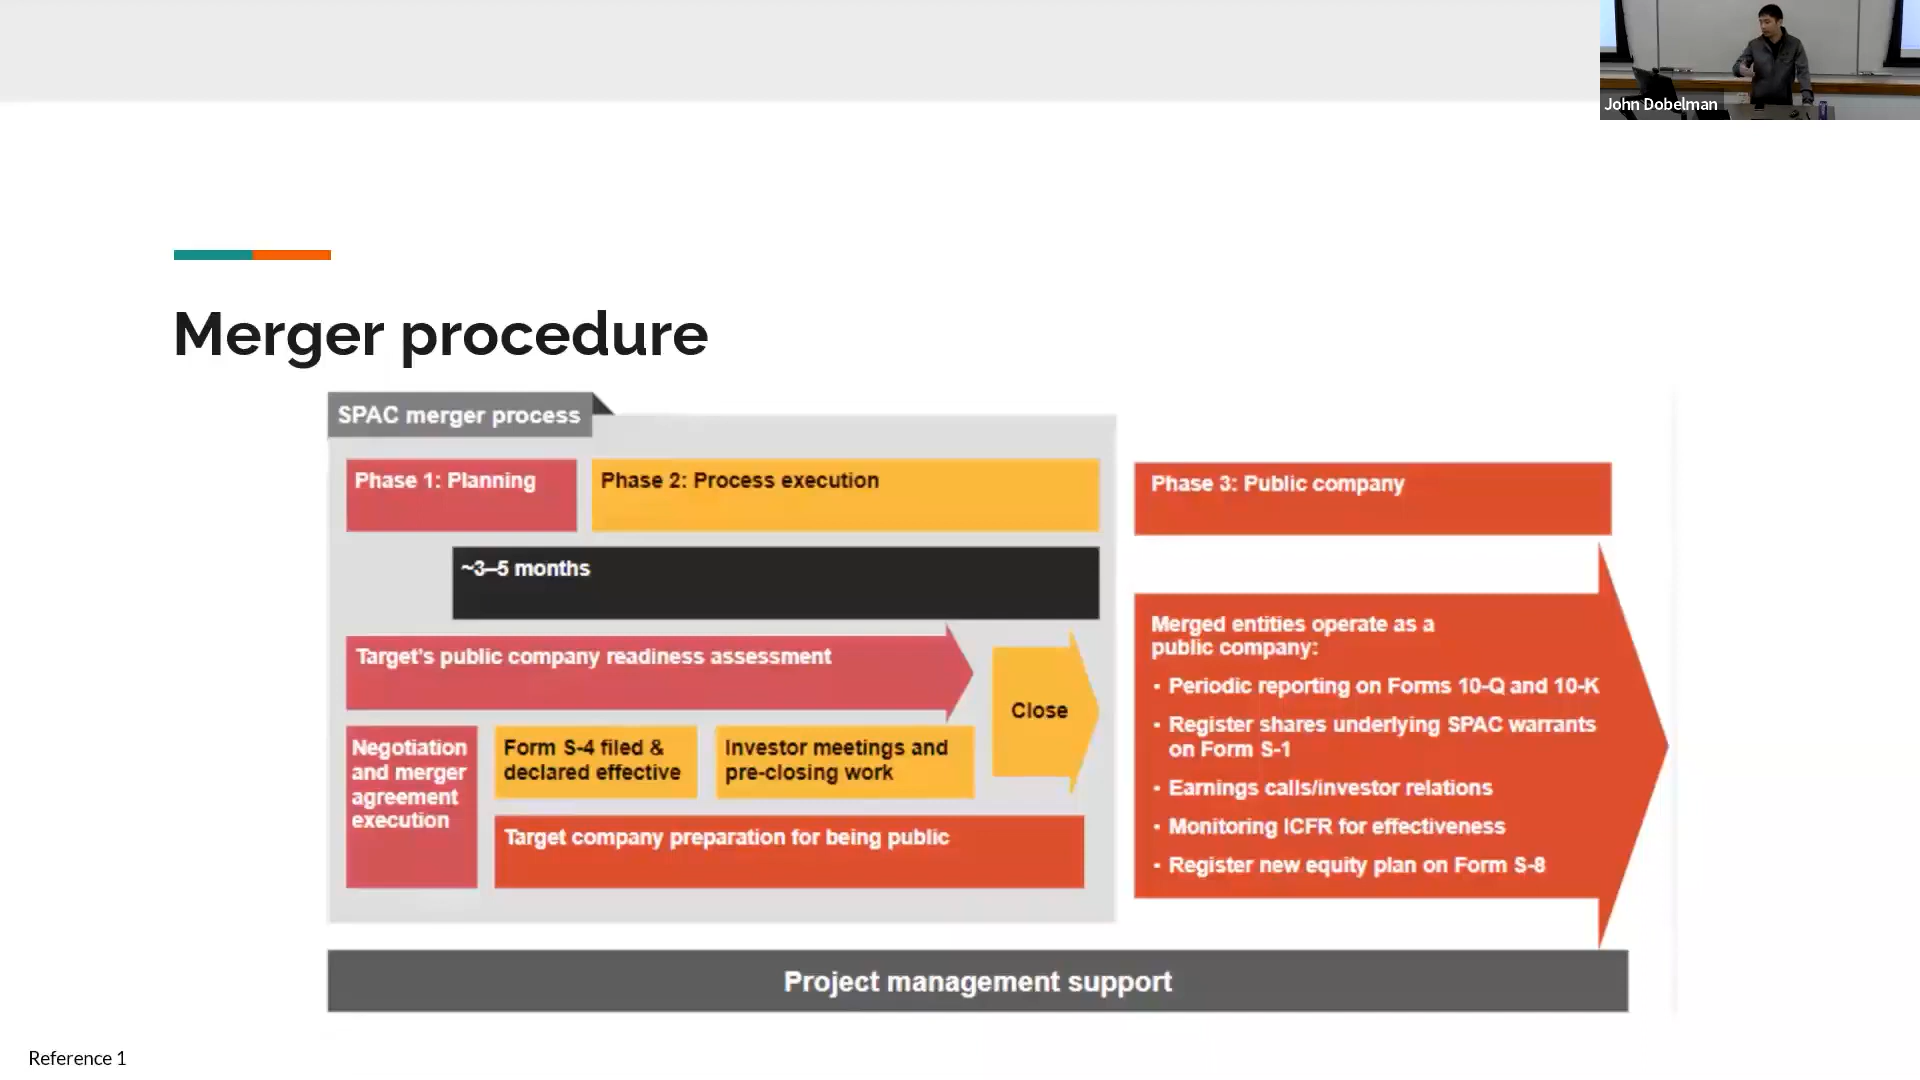 John Dobelman
Merger procedure
SPAC merger process
Phase 1: Planning
Phase 2: Process execution
Phase 3: Public company
~3–5 months
Target's public company readiness assessment
Close
Negotiation
and merger
agreement
execution
Form S-4 filed &
declared effective
Investor meetings and
pre-closing work
Target company preparation for being public
Merged entities operate as a
public company:
· Periodic reporting on Forms 10-Q and 10-K
· Register shares underlying SPAC warrants
on Form S-1
· Earnings calls/investor relations
· Monitoring ICFR for effectiveness
· Register new equity plan on Form S-8
Project management support
Reference 1